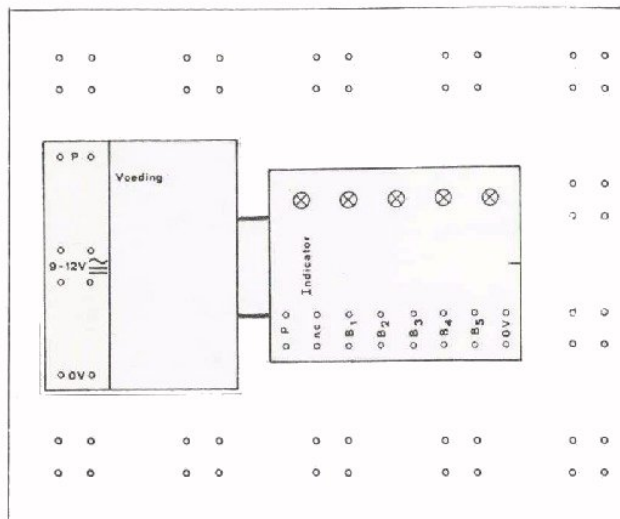 P
Voeding
9-12V
0V
Indicator
P
nc
B1
B2
B3
B4
B5
0V